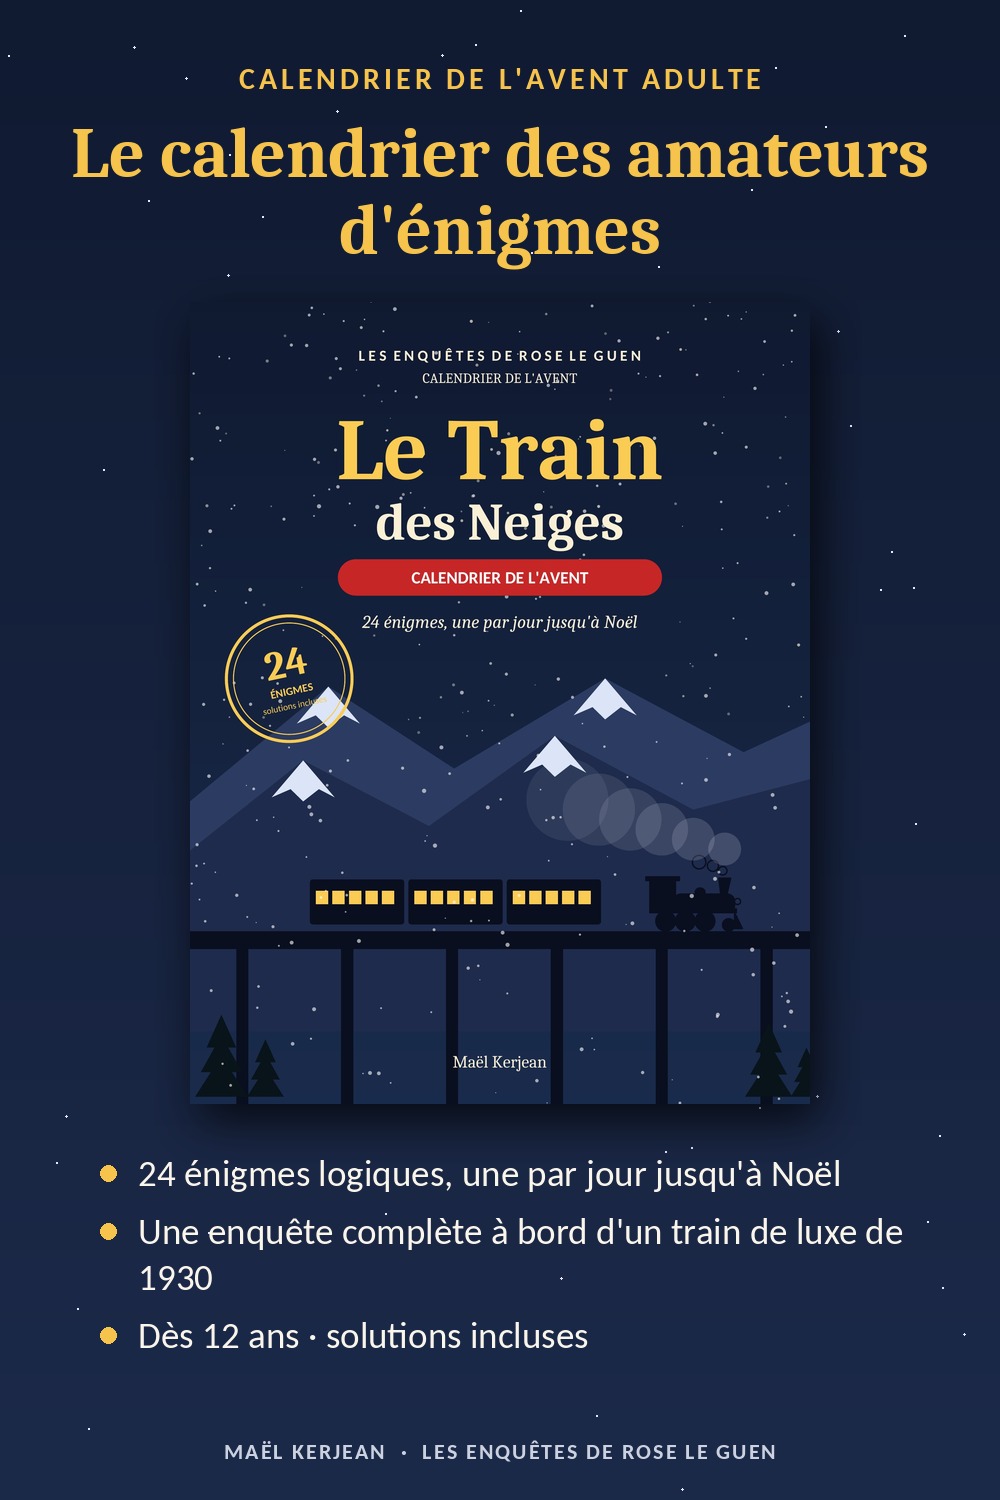 CALENDRIER DE L'AVENT ADULTE
Le calendrier des amateurs
d'énigmes
LES ENQUÊTES DE ROSE LE GUEN
CALENDRIER DE L'AVENT
Le Train
des Neiges
CALENDRIER DE L'AVENT
24 énigmes, une par jour jusqu'à Noël
24
ÉNIGMES
solutions incluses
Maël Kerjean
24 énigmes logiques, une par jour jusqu'à Noël
Une enquête complète à bord d'un train de luxe de
1930
Dès 12 ans · solutions incluses
MAËL KERJEAN · LES ENQUÊTES DE ROSE LE GUEN